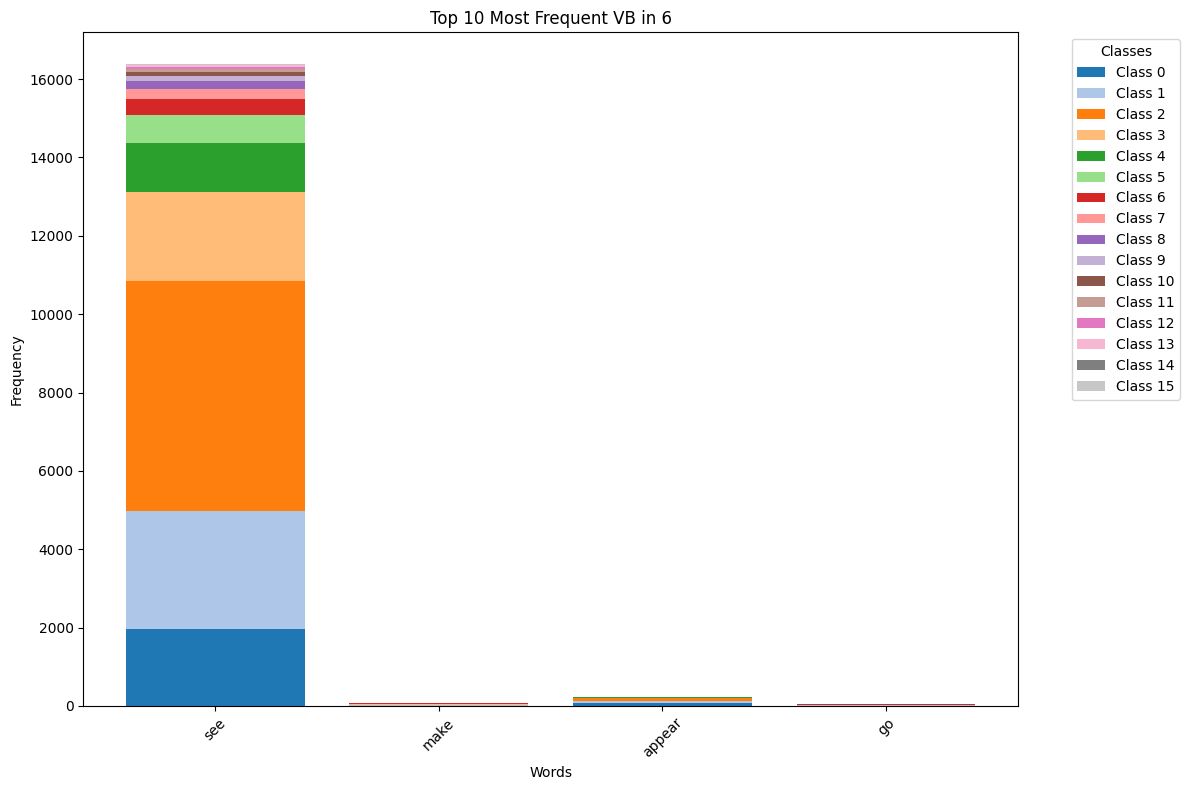 Top 10 Most Frequent VB in 6
Frequency
16000
14000
12000
10000
8000
6000
4000
2000
0
see
make
appear
go
Words
Classes
Class 0
Class 1
Class 2
Class 3
Class 4
Class 5
Class 6
Class 7
Class 8
Class 9
Class 10
Class 11
Class 12
Class 13
Class 14
Class 15